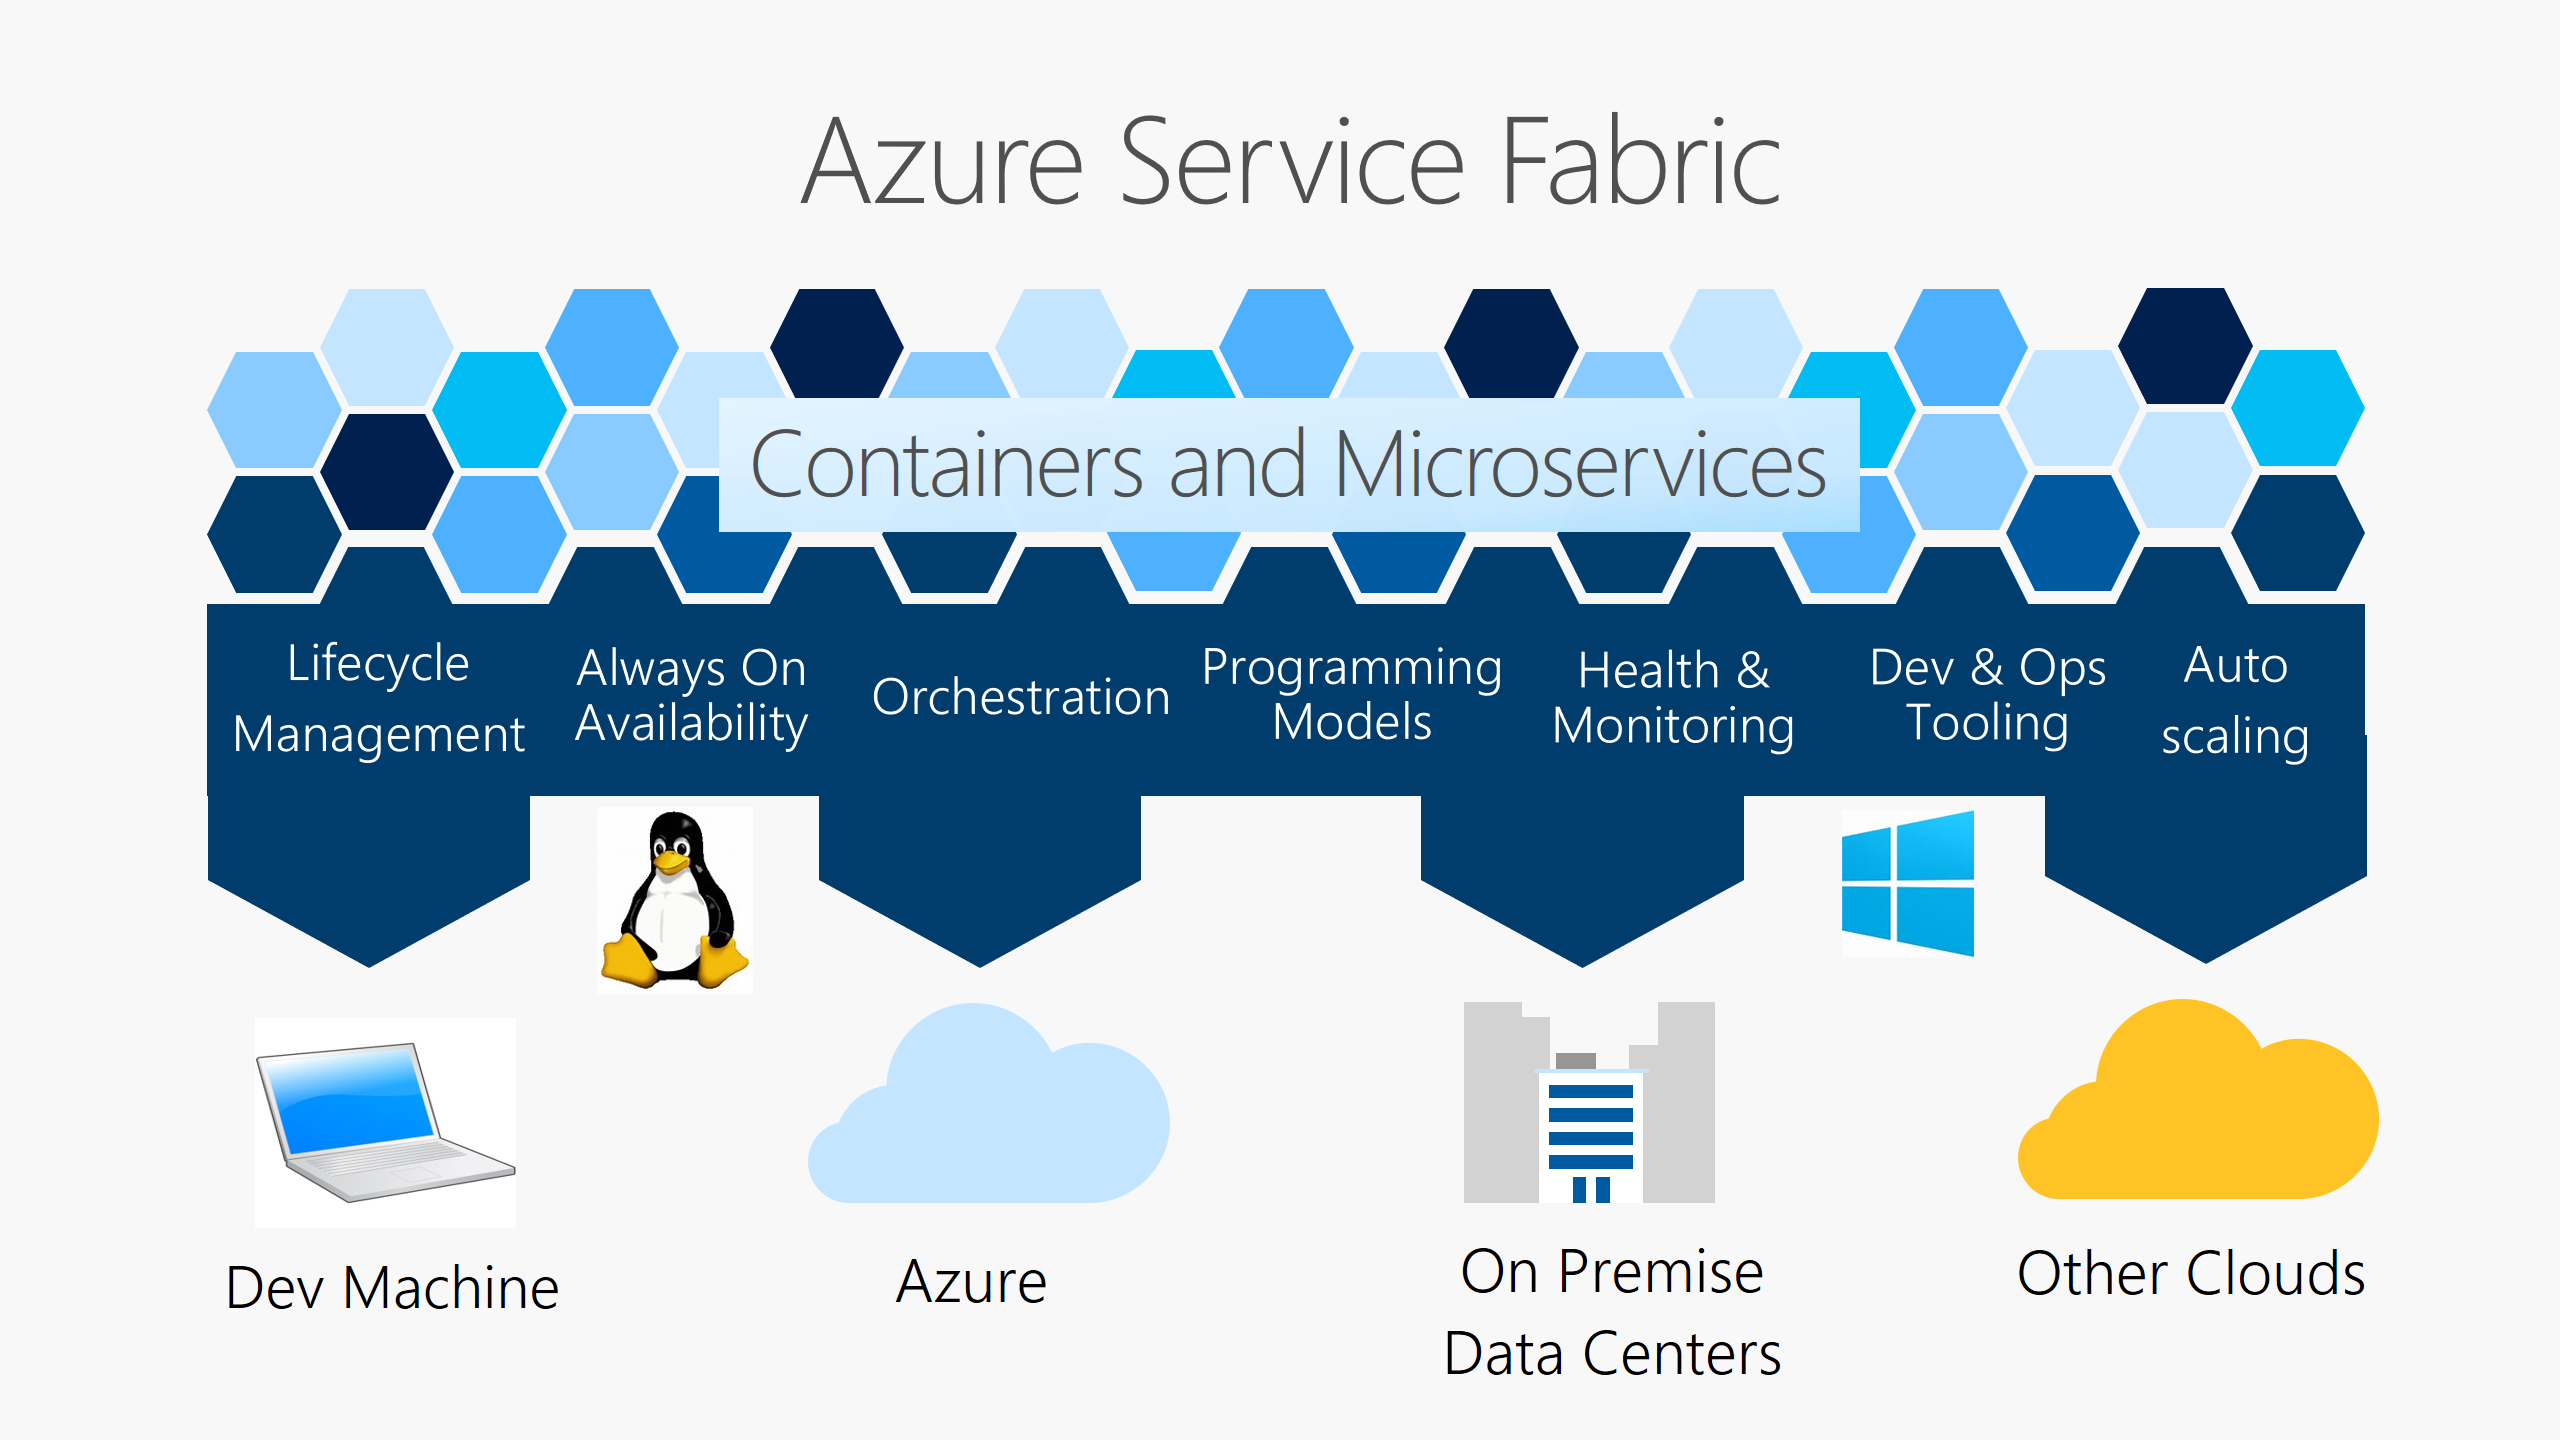 Azure Service Fabric
Containers and Microservices
Lifecycle
Management
Always On
Availability
Orchestration
Programming
Models
Health &
Monitoring
Dev & Ops
Tooling
Auto
scaling
Dev Machine
Azure
On Premise
Data Centers
Other Clouds